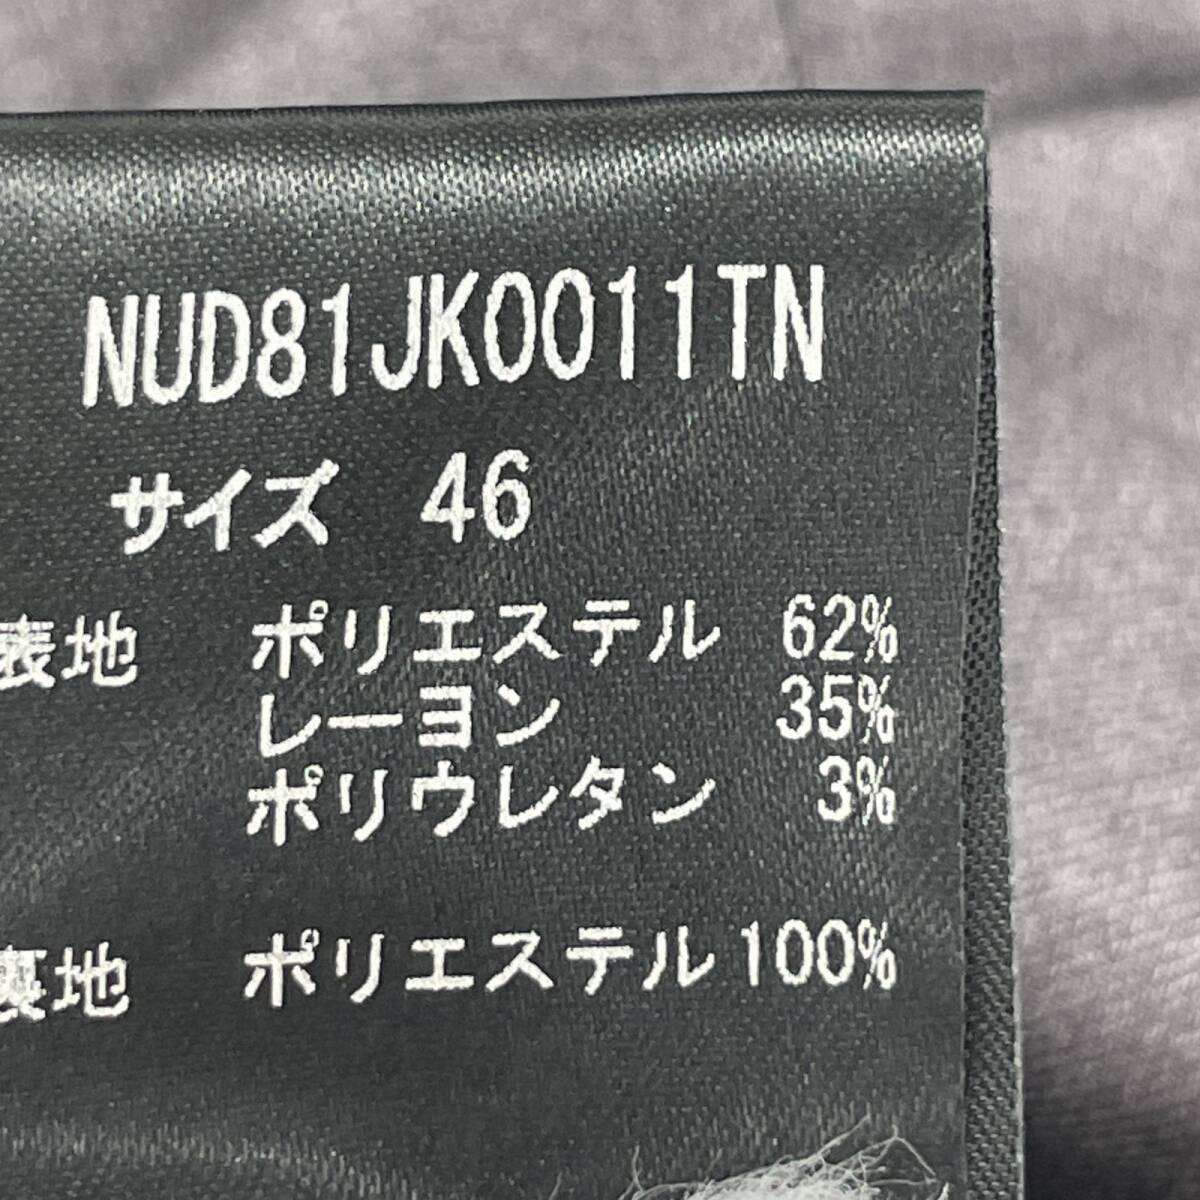 NUD81JK0011TN
サイズ 46
表地 ポリエステル 62%
レーヨン 35%
ポリウレタン 3%
裏地 ポリエステル100%